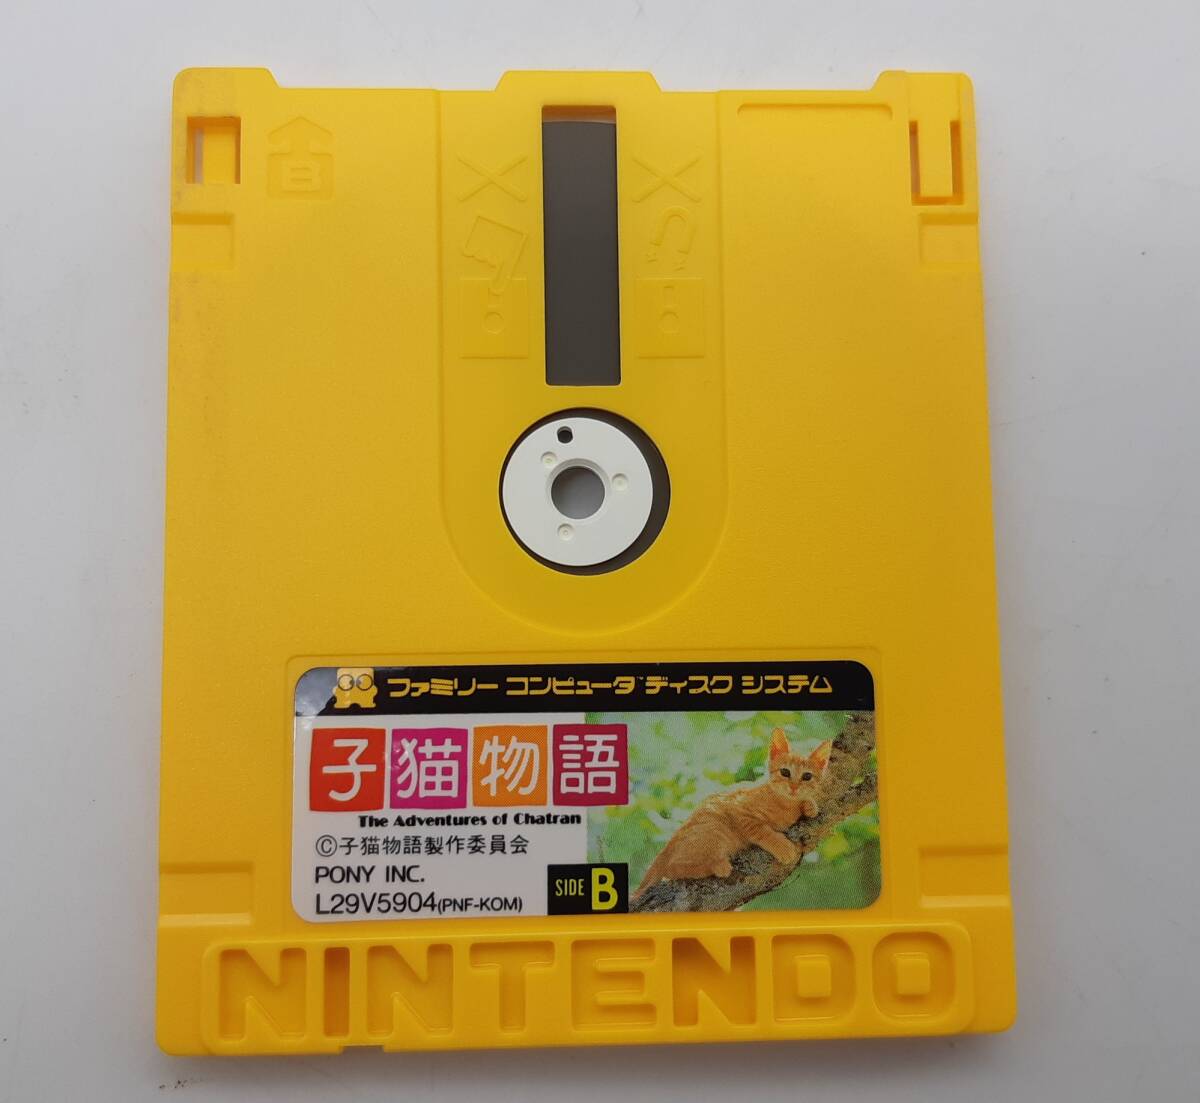 B
ファミリー コンピュータ™ ディスク システム
子猫物語
The Adventures of Chatran
©子猫物語製作委員会
PONY INC.
L29V5904(PNF-KOM)
SIDE B
NINTENDO